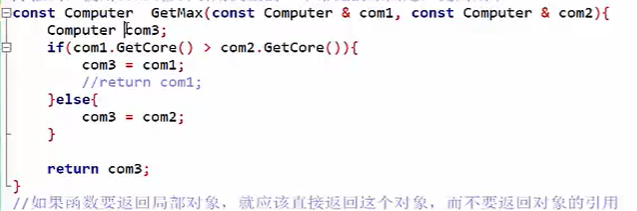 const Computer  GetMax(const Computer & com1, const Computer & com2){
    Computer com3;
    if(com1.GetCore() > com2.GetCore()){
        com3 = com1;
        //return com1;
    }else{
        com3 = com2;
    }

    return com3;
}
//如果函数要返回局部对象，就应该直接返回这个对象，而不要返回对象的引用